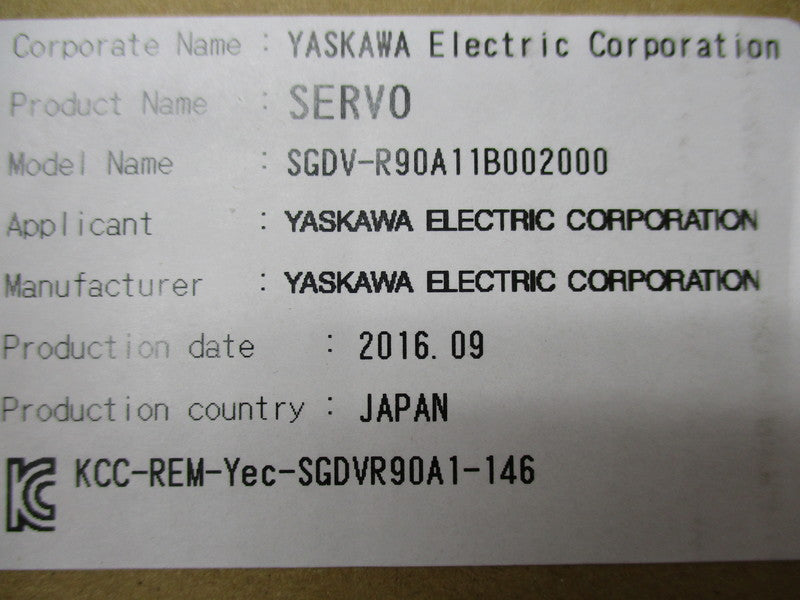 Corporate Name : YASKAWA Electric Corporation
Product Name : SERVO
Model Name : SGDV-R90A11B002000
Applicant : YASKAWA ELECTRIC CORPORATION
Manufacturer : YASKAWA ELECTRIC CORPORATION
Production date : 2016.09
Production country : JAPAN
KCC-REM-Yec-SGDVR90A1-146